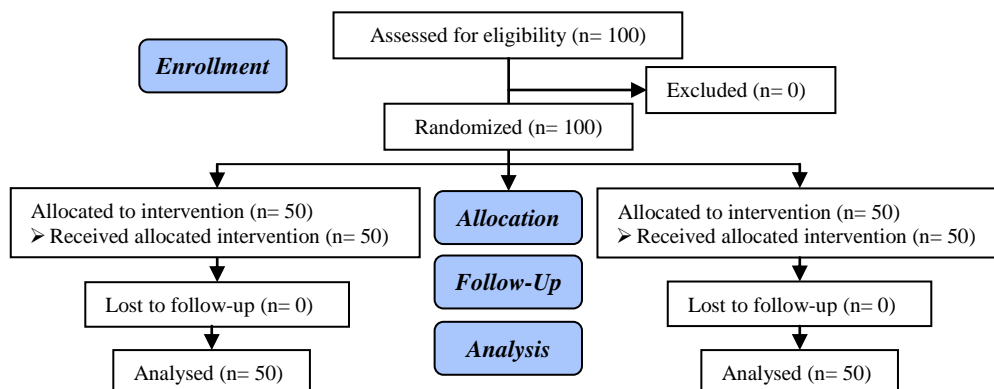 Assessed for eligibility (n= 100)
Enrollment
Excluded (n= 0)
Randomized (n= 100)
Allocated to intervention (n= 50)
➢ Received allocated intervention (n= 50)
Allocation
Allocated to intervention (n= 50)
➢ Received allocated intervention (n= 50)
Follow-Up
Lost to follow-up (n= 0)
Lost to follow-up (n= 0)
Analysis
Analysed (n= 50)
Analysed (n= 50)